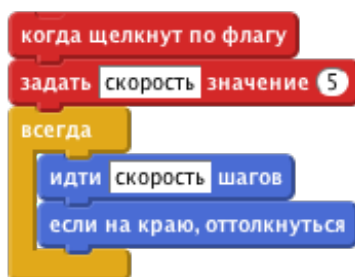 когда щелкнут по флагу
задать скорость значение 5
всегда
идти скорость шагов
если на краю, оттолкнуться